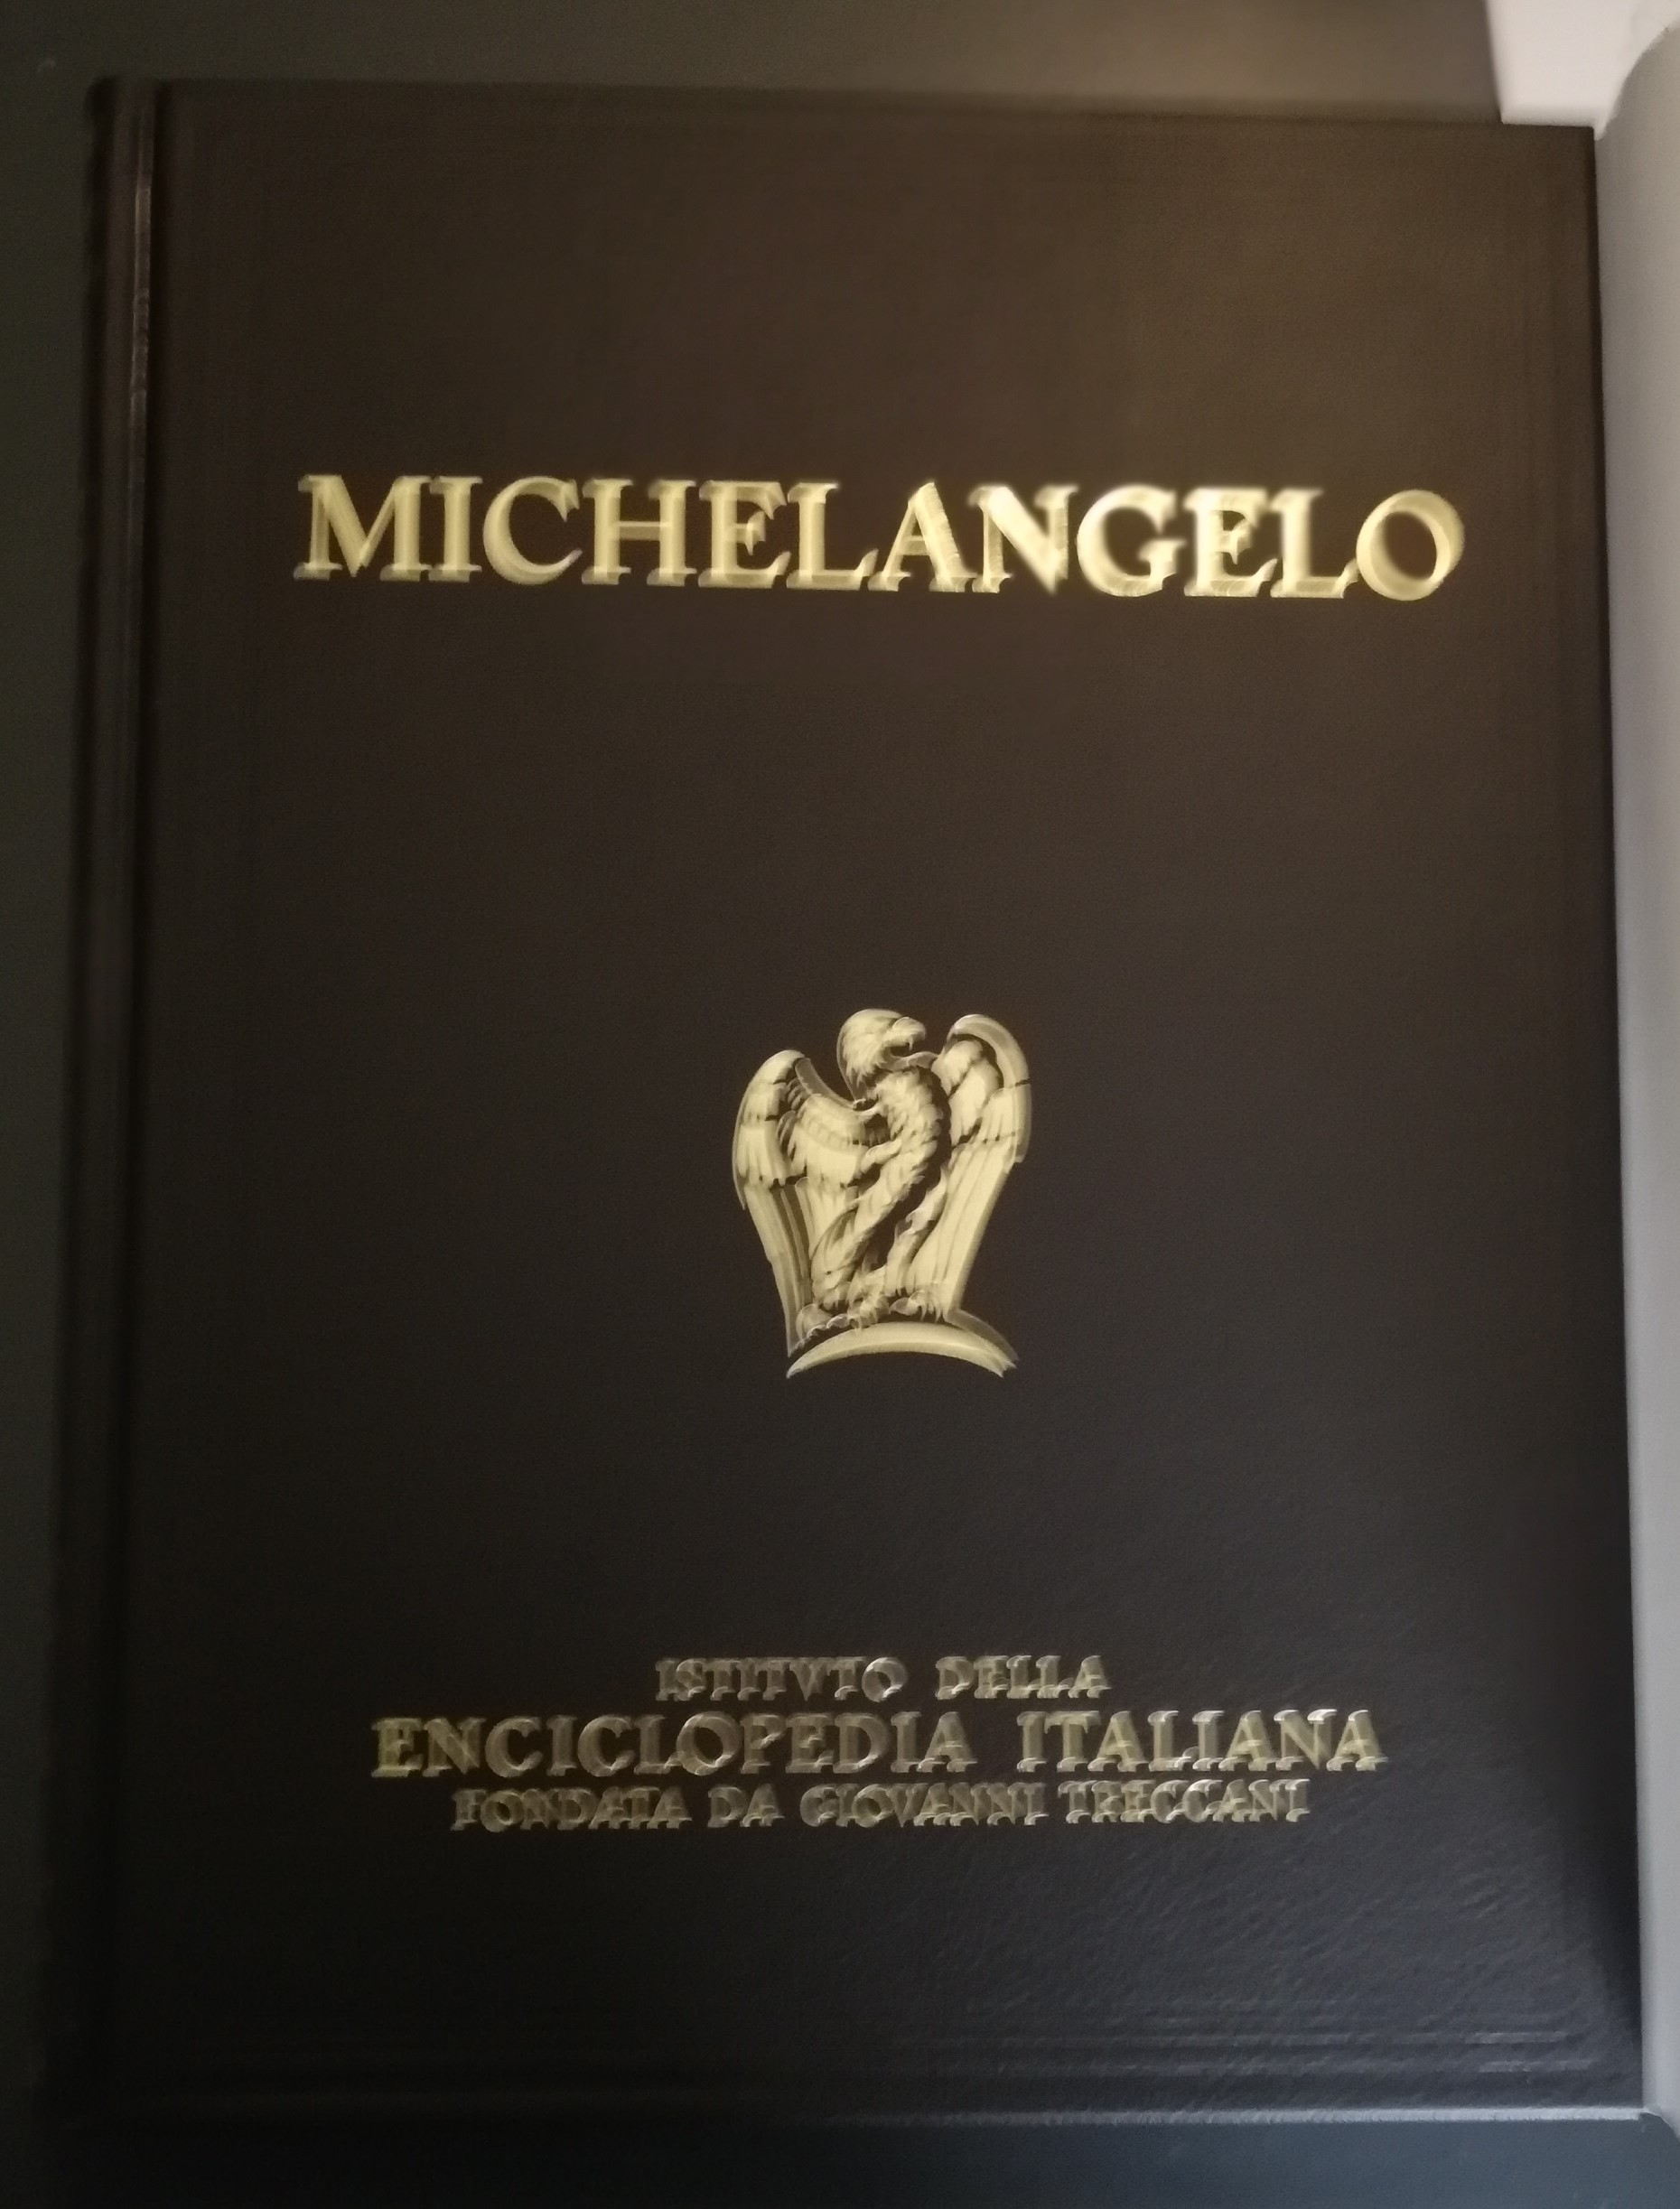 MICHELANGELO
ISTITVTO DELLA
ENCICLOPEDIA ITALIANA
FONDATA DA GIOVANNI TRECCANI